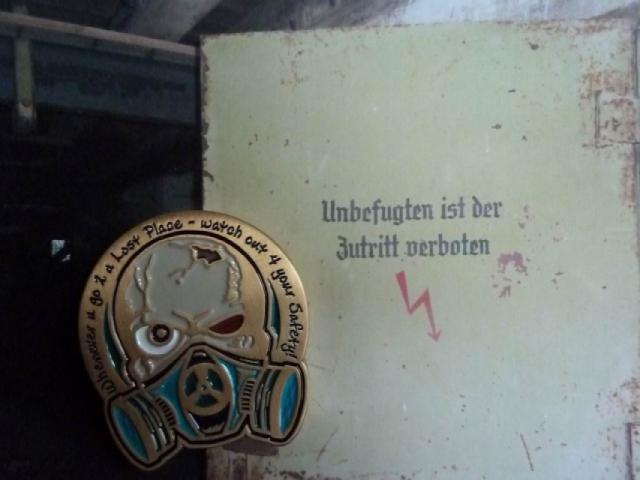 Unbefugten ist der
Zutritt verboten
Whenever u go 2 a Lost Place - watch out 4 your Safety!